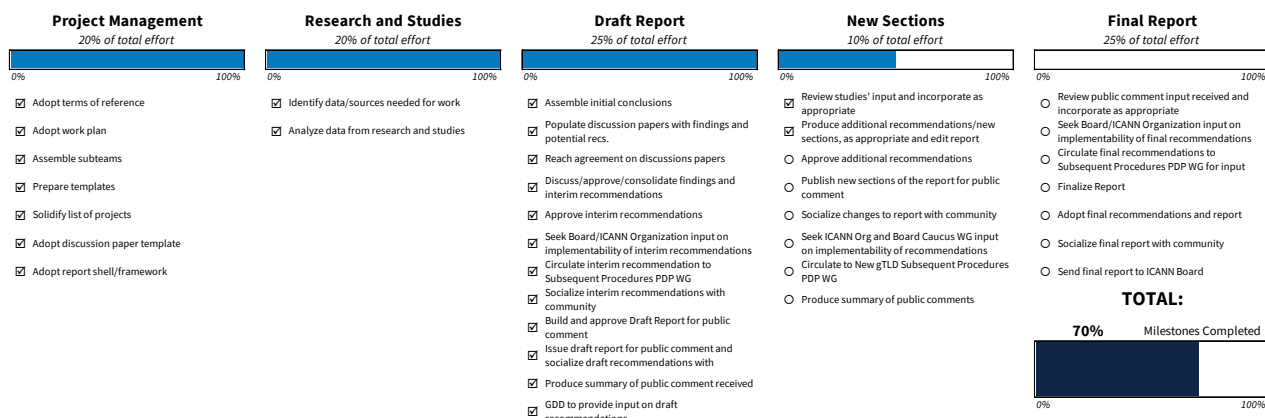 Project Management
20% of total effort
0% 100%
Adopt terms of reference
Adopt work plan
Assemble subteams
Prepare templates
Solidify list of projects
Adopt discussion paper template
Adopt report shell/framework
Research and Studies
20% of total effort
0% 100%
Identify data/sources needed for work
Analyze data from research and studies
Draft Report
25% of total effort
0% 100%
Assemble initial conclusions
Populate discussion papers with findings and
potential recs.
Reach agreement on discussions papers
Discuss/approve/consolidate findings and
interim recommendations
Approve interim recommendations
Seek Board/ICANN Organization input on
implementability of interim recommendations
Circulate interim recommendation to
Subsequent Procedures PDP WG
Socialize interim recommendations with
community
Build and approve Draft Report for public
comment
Issue draft report for public comment and
socialize draft recommendations with
Produce summary of public comment received
GDD to provide input on draft
recommendations
New Sections
10% of total effort
0% 100%
Review studies' input and incorporate as
appropriate
Produce additional recommendations/new
sections, as appropriate and edit report
Approve additional recommendations
Publish new sections of the report for public
comment
Socialize changes to report with community
Seek ICANN Org and Board Caucus WG input
on implementability of recommendations
Circulate to New gTLD Subsequent Procedures
PDP WG
Produce summary of public comments
Final Report
25% of total effort
0% 100%
Review public comment input received and
incorporate as appropriate
Seek Board/ICANN Organization input on
implementability of final recommendations
Circulate final recommendations to
Subsequent Procedures PDP WG for input
Finalize Report
Adopt final recommendations and report
Socialize final report with community
Send final report to ICANN Board
TOTAL:
70% Milestones Completed
0% 100%